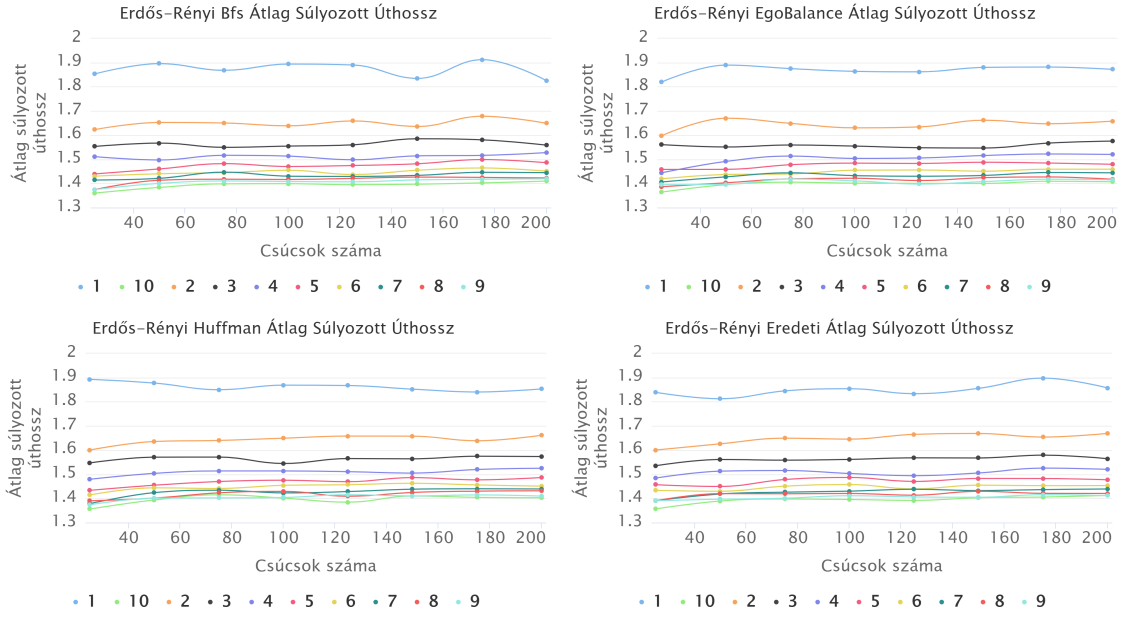 Erdős–Rényi Bfs Átlag Súlyozott Úthossz
Átlag súlyozott
úthossz
2
1.9
1.8
1.7
1.6
1.5
1.4
1.3
40 60 80 100 120 140 160 180 200
Csúcsok száma
1 10 2 3 4 5 6 7 8 9
Erdős–Rényi EgoBalance Átlag Súlyozott Úthossz
Átlag súlyozott
úthossz
2
1.9
1.8
1.7
1.6
1.5
1.4
1.3
40 60 80 100 120 140 160 180 200
Csúcsok száma
1 10 2 3 4 5 6 7 8 9
Erdős–Rényi Huffman Átlag Súlyozott Úthossz
Átlag súlyozott
úthossz
2
1.9
1.8
1.7
1.6
1.5
1.4
1.3
40 60 80 100 120 140 160 180 200
Csúcsok száma
1 10 2 3 4 5 6 7 8 9
Erdős–Rényi Eredeti Átlag Súlyozott Úthossz
Átlag súlyozott
úthossz
2
1.9
1.8
1.7
1.6
1.5
1.4
1.3
40 60 80 100 120 140 160 180 200
Csúcsok száma
1 10 2 3 4 5 6 7 8 9